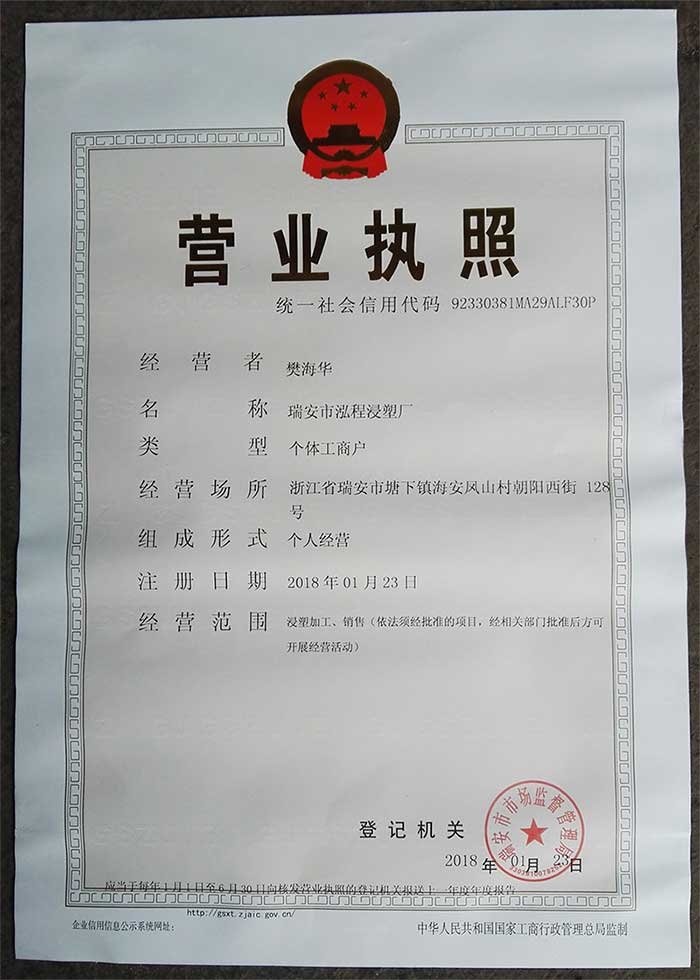 营业执照
统一社会信用代码 92330381MA29ALF30P
经营者 樊海华
名称 瑞安市泓程浸塑厂
类型 个体工商户
经营场所 浙江省瑞安市塘下镇海安凤山村朝阳西街 128
号
组成形式 个人经营
注册日期 2018年01月23日
经营范围 浸塑加工、销售（依法须经批准的项目，经相关部门批准后方可
开展经营活动）
瑞安市市场监督管理局
登记机关
2018年01月23日
应当于每年1月1日至6月30日向核发营业执照的登记机关报送上一年度年度报告
http://gsxt.zjaic.gov.cn/
企业信用信息公示系统网址：
中华人民共和国国家工商行政管理总局监制